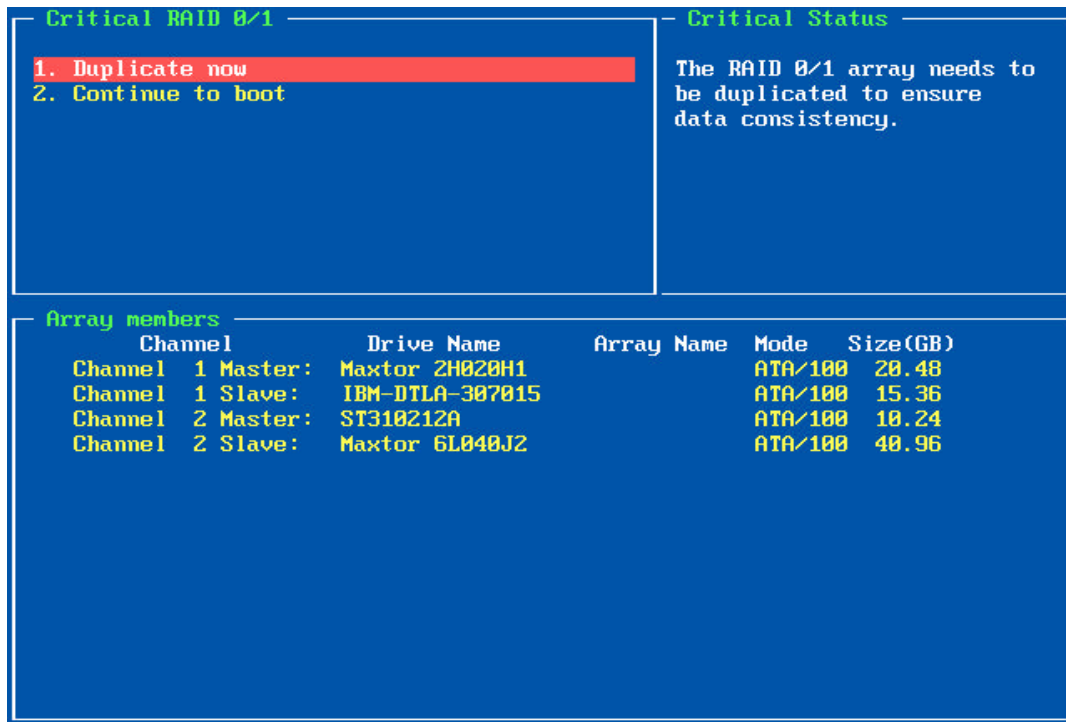 Critical RAID 0/1
1. Duplicate now
2. Continue to boot
Critical Status
The RAID 0/1 array needs to
be duplicated to ensure
data consistency.
Array members
Channel Drive Name Array Name Mode Size(GB)
Channel 1 Master: Maxtor 2H020H1 ATA/100 20.48
Channel 1 Slave: IBM-DTLA-307015 ATA/100 15.36
Channel 2 Master: ST310212A ATA/100 10.24
Channel 2 Slave: Maxtor 6L040J2 ATA/100 40.96